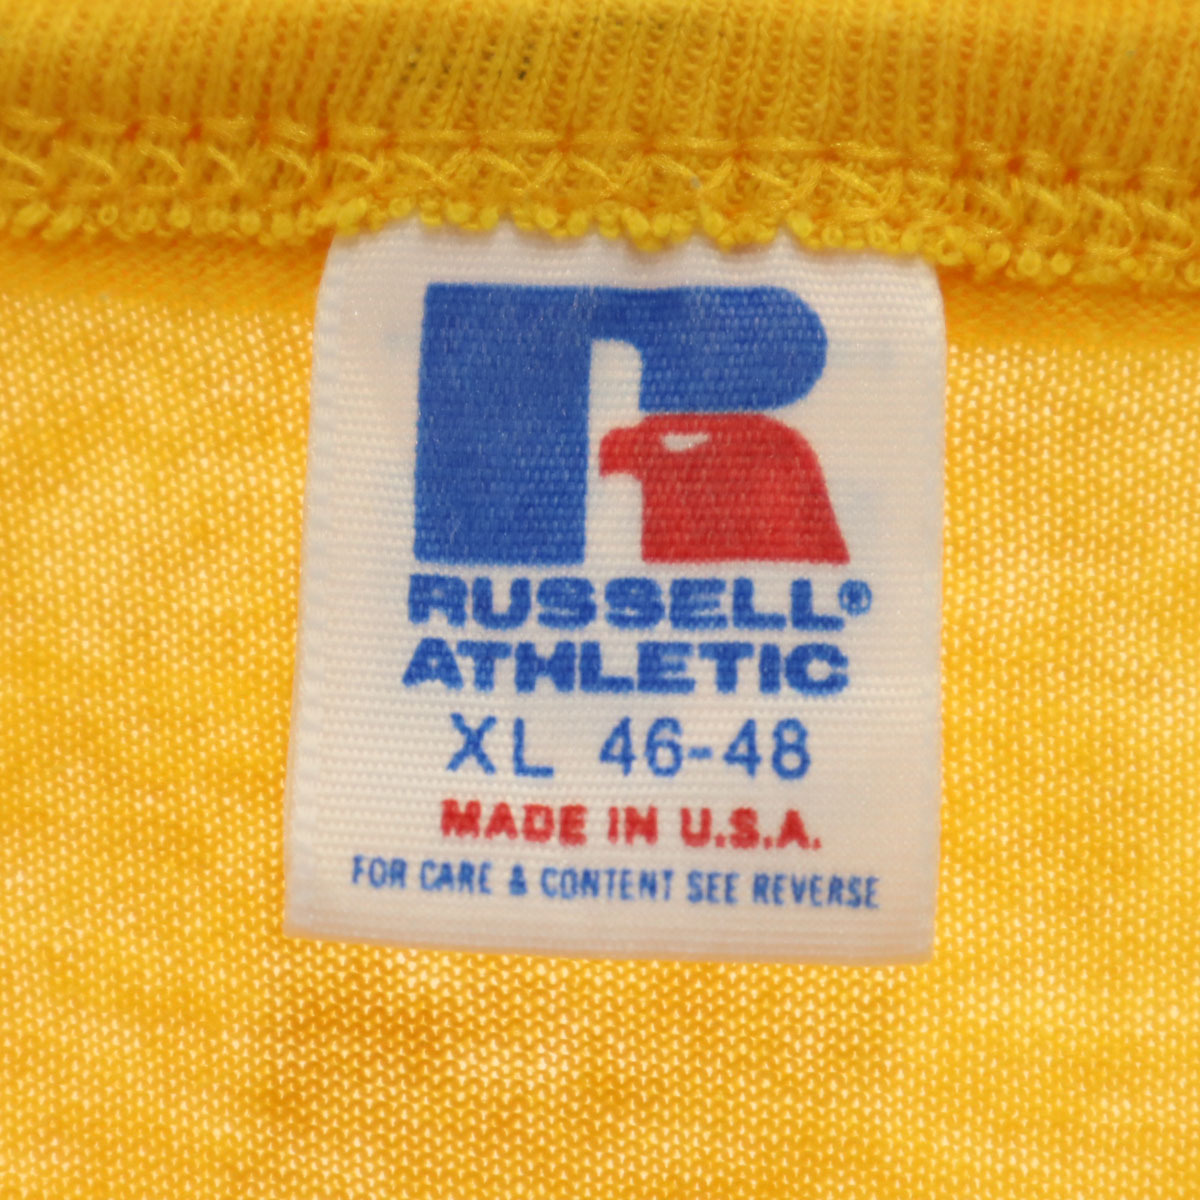 R
RUSSELL®
ATHLETIC
XL 46-48
MADE IN U.S.A.
FOR CARE & CONTENT SEE REVERSE